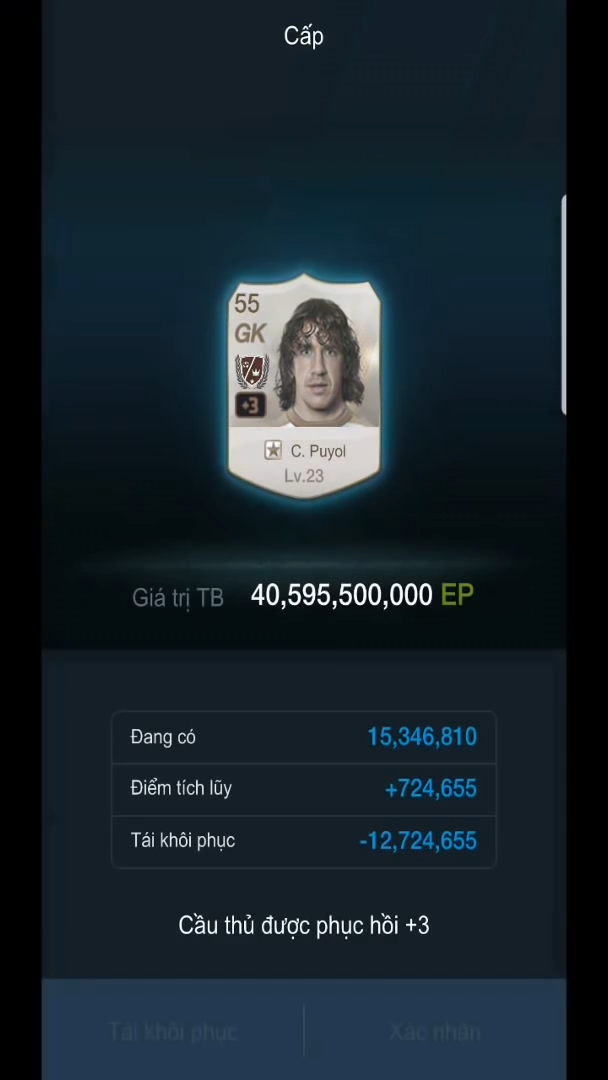 Cấp
55
GK
+3
C. Puyol
Lv.23
Giá trị TB 40,595,500,000 EP
Đang có 15,346,810
Điểm tích lũy +724,655
Tái khôi phục -12,724,655
Cầu thủ được phục hồi +3
Tái khôi phục Xác nhận